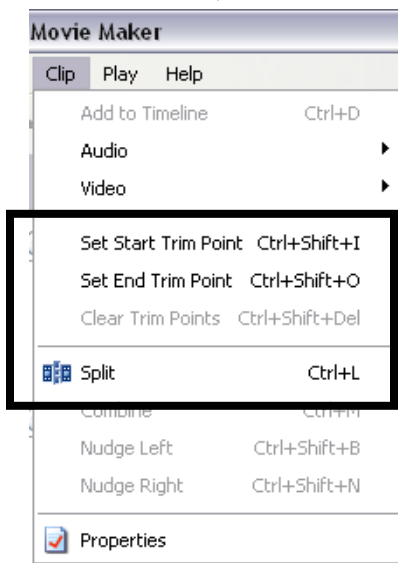 Movie Maker
Clip Play Help
Add to Timeline Ctrl+D
Audio
Video
Set Start Trim Point Ctrl+Shift+I
Set End Trim Point Ctrl+Shift+O
Clear Trim Points Ctrl+Shift+Del
Split Ctrl+L
Combine Ctrl+M
Nudge Left Ctrl+Shift+B
Nudge Right Ctrl+Shift+N
Properties